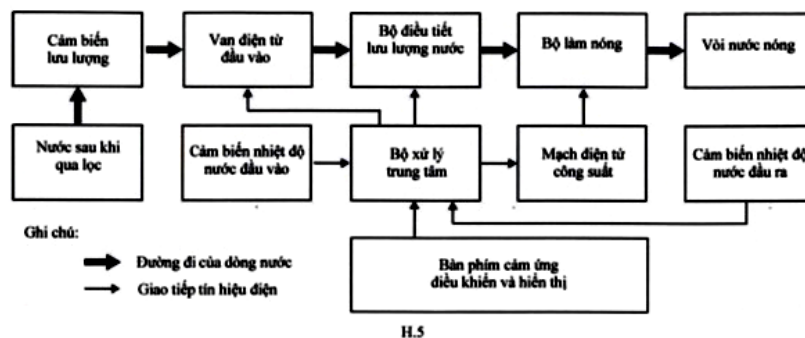 Cảm biến
lưu lượng
Van điện từ
đầu vào
Bộ điều tiết
lưu lượng nước
Bộ làm nóng
Vòi nước nóng
Nước sau khi
qua lọc
Cảm biến nhiệt độ
nước đầu vào
Bộ xử lý
trung tâm
Mạch điện tử
công suất
Cảm biến nhiệt độ
nước đầu ra
Ghi chú:
Đường đi của dòng nước
Giao tiếp tín hiệu điện
Bàn phím cảm ứng
điều khiển và hiển thị
H.5